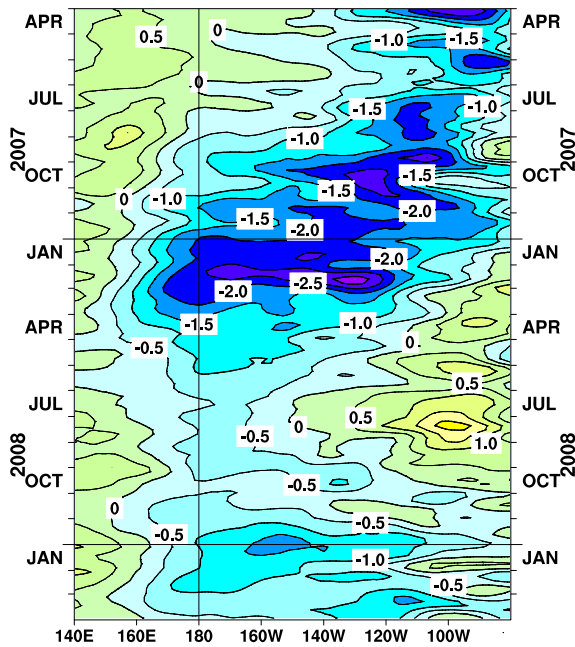 APR 0.5 0 -1.0 -1.5 APR
0
JUL -1.5 -1.0 JUL
-1.0
2007 2007
OCT 0 -1.0 -1.5 -1.5 OCT
-1.5 -2.0 -2.0
JAN -2.0 JAN
-2.0 -2.5
APR -1.5 -1.0 APR
-0.5 0
0.5
JUL 0 0.5 JUL
-0.5 1.0
2008 2008
OCT -0.5 OCT
0 -0.5
-0.5
JAN -1.0 JAN
-0.5
140E 160E 180 160W 140W 120W 100W